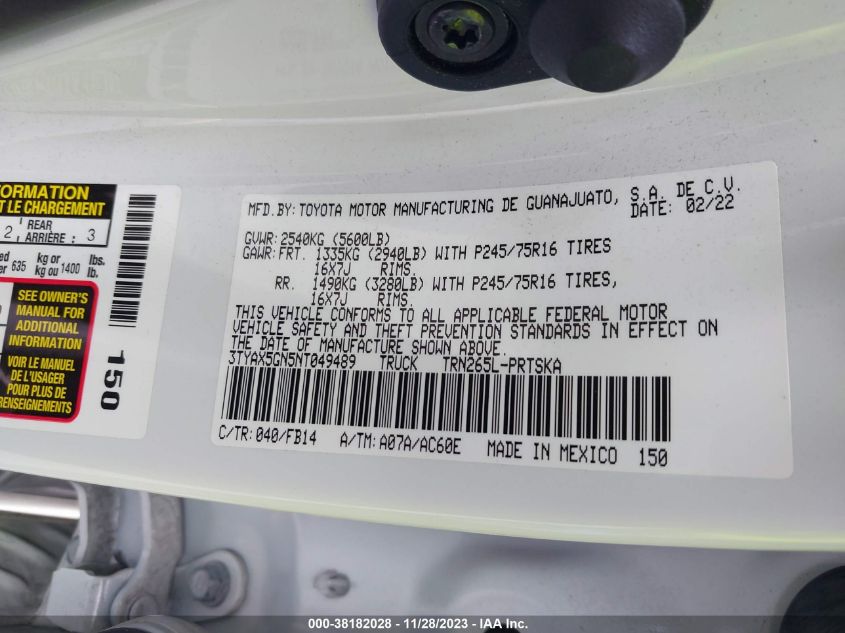 FORMATION
T LE CHARGEMENT
2 REAR ARRIÈRE : 3
635 kg or kg ou 1400 lbs. lb.
SEE OWNER'S
MANUAL FOR
ADDITIONAL
INFORMATION
VOIR LE MANUEL
DE L'USAGER
POUR PLUS DE
RENSEIGNEMENTS
150
MFD.BY: TOYOTA MOTOR MANUFACTURING DE GUANAJUATO, S.A. DE C.V.
DATE: 02/22
GVWR: 2540KG (5600LB)
GAWR: FRT. 1335KG (2940LB) WITH P245/75R16 TIRES
16X7J RIMS.
RR. 1490KG (3280LB) WITH P245/75R16 TIRES,
16X7J RIMS.
THIS VEHICLE CONFORMS TO ALL APPLICABLE FEDERAL MOTOR
VEHICLE SAFETY AND THEFT PREVENTION STANDARDS IN EFFECT ON
THE DATE OF MANUFACTURE SHOWN ABOVE.
3TYAX5GN5NT049489 TRUCK TRN265L-PRTSKA
C/TR: 040/FB14 A/TM: A07A/AC60E MADE IN MEXICO 150
000-38182028 - 11/28/2023 - IAA Inc.